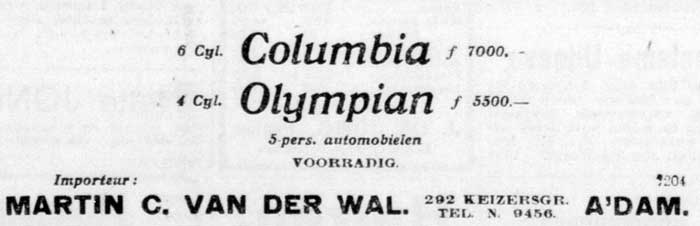 6 Cyl. Columbia f 7000.-
4 Cyl. Olympian f 5500.—
5-pers. automobielen
VOORRADIG.
Importeur: 7204
MARTIN C. VAN DER WAL. 292 KEIZERSGR. A'DAM.
TEL. N. 9456.